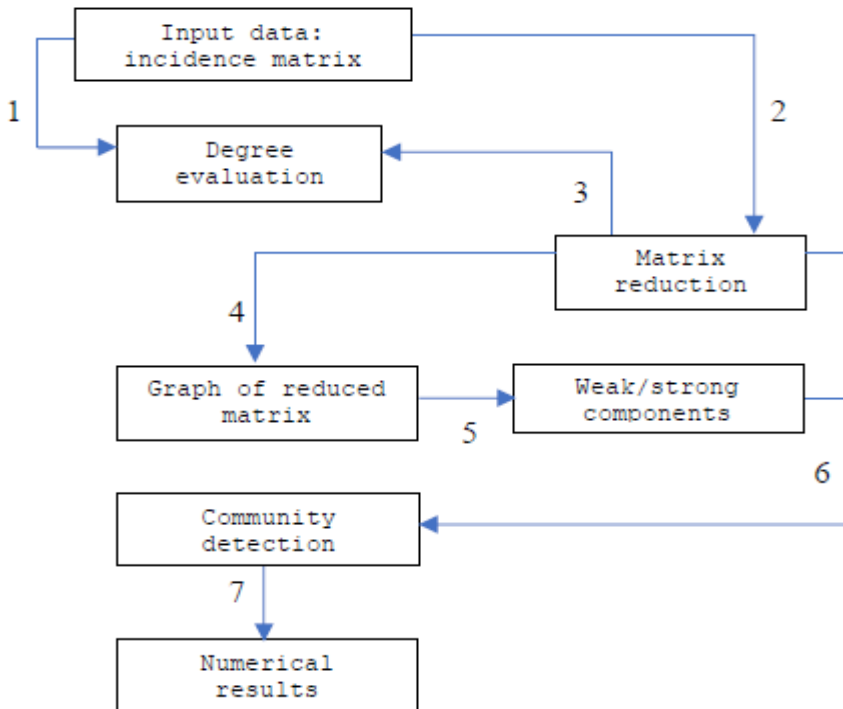 Input data:
incidence matrix
1
2
Degree
evaluation
3
Matrix
reduction
4
Graph of reduced
matrix
5
Weak/strong
components
6
Community
detection
7
Numerical
results